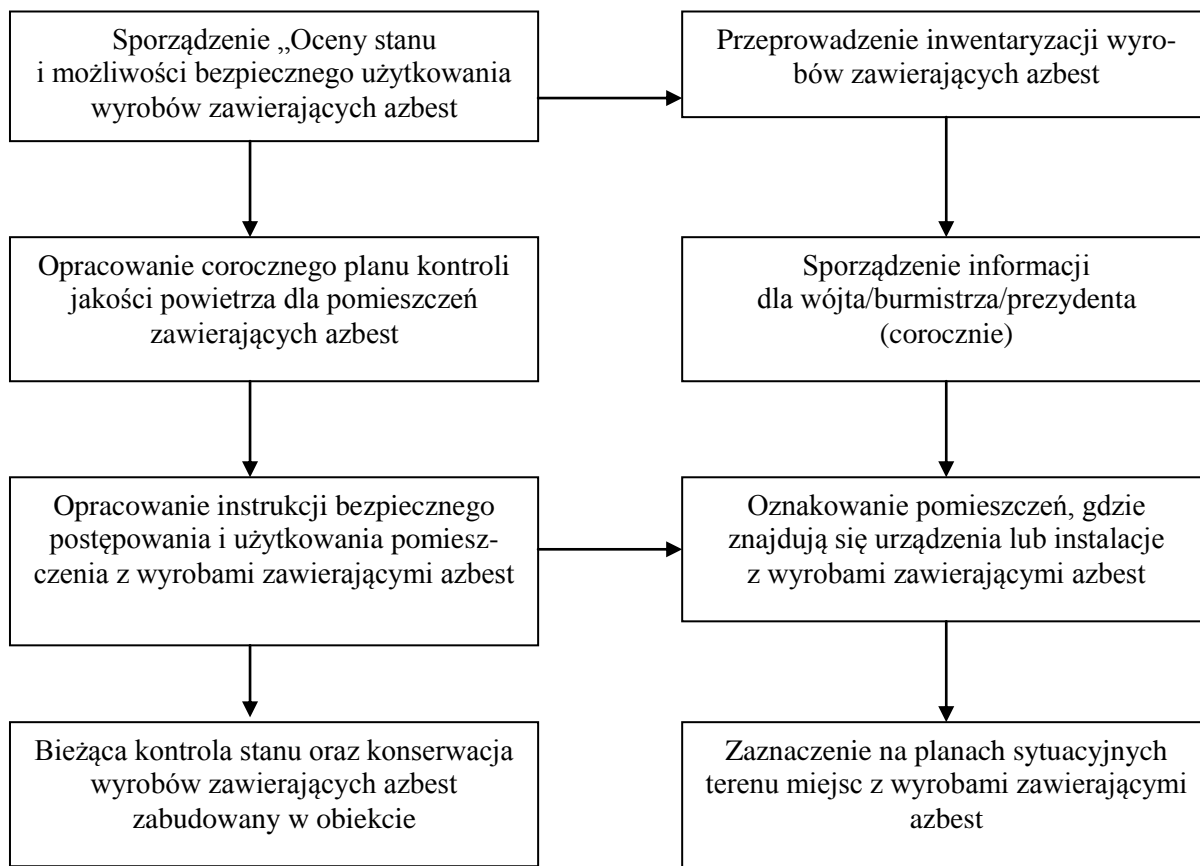 Sporządzenie „Oceny stanu
i możliwości bezpiecznego użytkowania
wyrobów zawierających azbest
Przeprowadzenie inwentaryzacji wyro-
bów zawierających azbest
Opracowanie corocznego planu kontroli
jakości powietrza dla pomieszczeń
zawierających azbest
Sporządzenie informacji
dla wójta/burmistrza/prezydenta
(corocznie)
Opracowanie instrukcji bezpiecznego
postępowania i użytkowania pomiesz-
czenia z wyrobami zawierającymi azbest
Oznakowanie pomieszczeń, gdzie
znajdują się urządzenia lub instalacje
z wyrobami zawierającymi azbest
Bieżąca kontrola stanu oraz konserwacja
wyrobów zawierających azbest
zabudowany w obiekcie
Zaznaczenie na planach sytuacyjnych
terenu miejsc z wyrobami zawierającymi
azbest